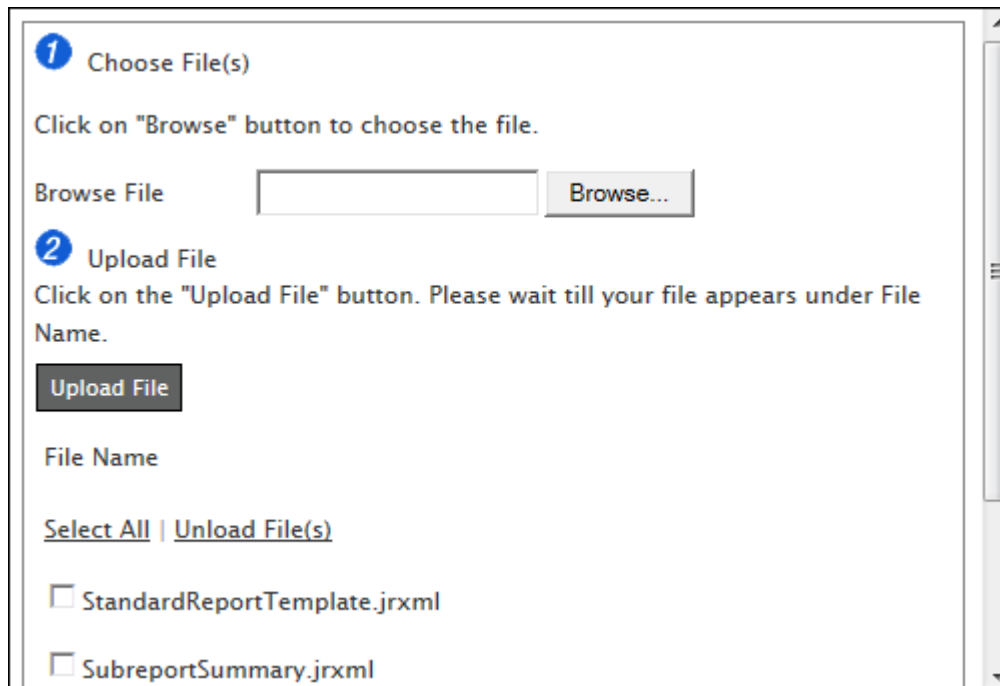 1 Choose File(s)
Click on "Browse" button to choose the file.
Browse File Browse...
2 Upload File
Click on the "Upload File" button. Please wait till your file appears under File
Name.
Upload File
File Name
Select All | Unload File(s)
StandardReportTemplate.jrxml
SubreportSummary.jrxml